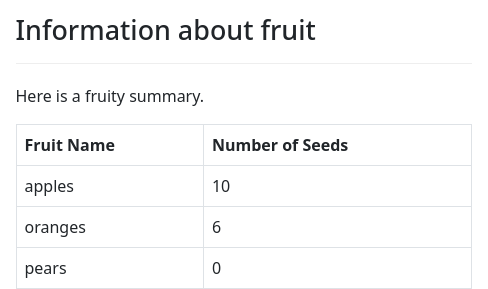 Information about fruit
Here is a fruity summary.
Fruit Name Number of Seeds
apples 10
oranges 6
pears 0